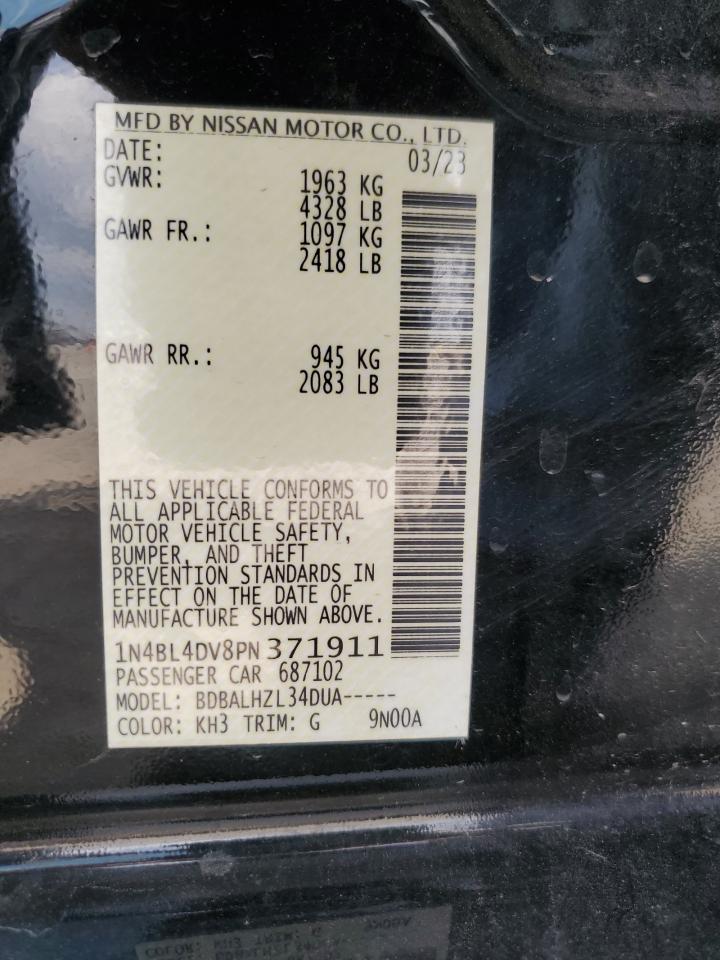 MFD BY NISSAN MOTOR CO., LTD.
DATE: 03/23
GVWR: 1963 KG
4328 LB
GAWR FR.: 1097 KG
2418 LB
GAWR RR.: 945 KG
2083 LB
THIS VEHICLE CONFORMS TO
ALL APPLICABLE FEDERAL
MOTOR VEHICLE SAFETY,
BUMPER, AND THEFT
PREVENTION STANDARDS IN
EFFECT ON THE DATE OF
MANUFACTURE SHOWN ABOVE.
1N4BL4DV8PN 371911
PASSENGER CAR 687102
MODEL: BDBALHZL34DUA-----
COLOR: KH3 TRIM: G 9N00A